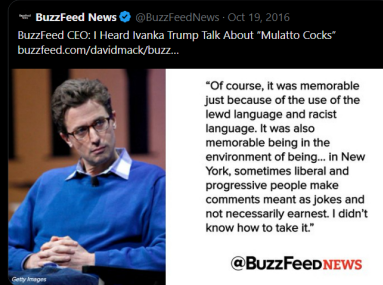 BuzzFeed News @BuzzFeedNews · Oct 19, 2016
BuzzFeed CEO: I Heard Ivanka Trump Talk About "Mulatto Cocks"
buzzfeed.com/davidmack/buzz...
"Of course, it was memorable
just because of the use of the
lewd language and racist
language. It was also
memorable being in the
environment of being... in New
York, sometimes liberal and
progressive people make
comments meant as jokes and
not necessarily earnest. I didn't
know how to take it."
@BuzzFeedNEWS
Getty Images